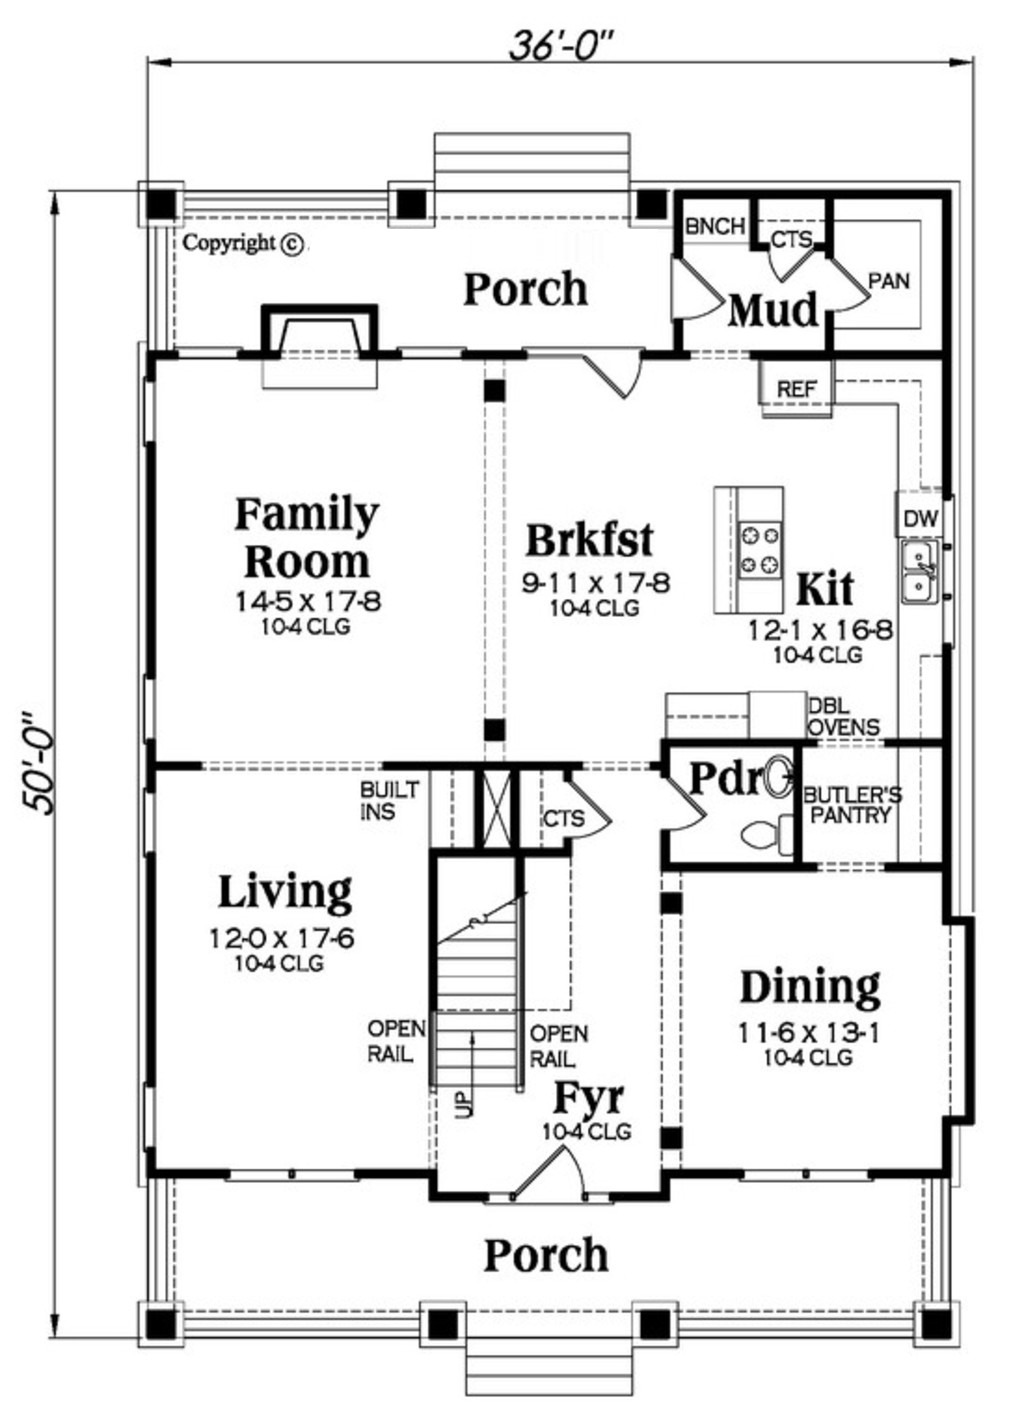 36'-0"
50'-0"
Copyright ©
Porch
BNCH
CTS
PAN
Mud
REF
Family
Room
14-5 x 17-8
10-4 CLG
Brkfst
9-11 x 17-8
10-4 CLG
DW
Kit
12-1 x 16-8
10-4 CLG
DBL
OVENS
Pdr
BUILT
INS
CTS
BUTLER'S
PANTRY
Living
12-0 x 17-6
10-4 CLG
Dining
11-6 x 13-1
10-4 CLG
OPEN
RAIL
OPEN
RAIL
UP
Fyr
10-4 CLG
Porch